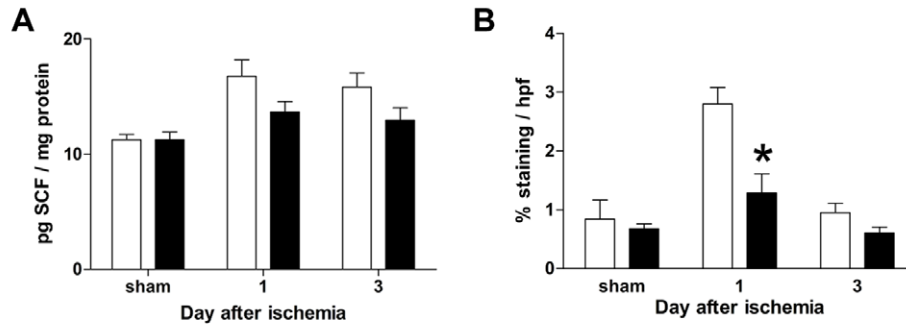 A
pg SCF / mg protein
20
10
0
sham 1 3
Day after ischemia
B
% staining / hpf
4
3
2
1
0
*
sham 1 3
Day after ischemia